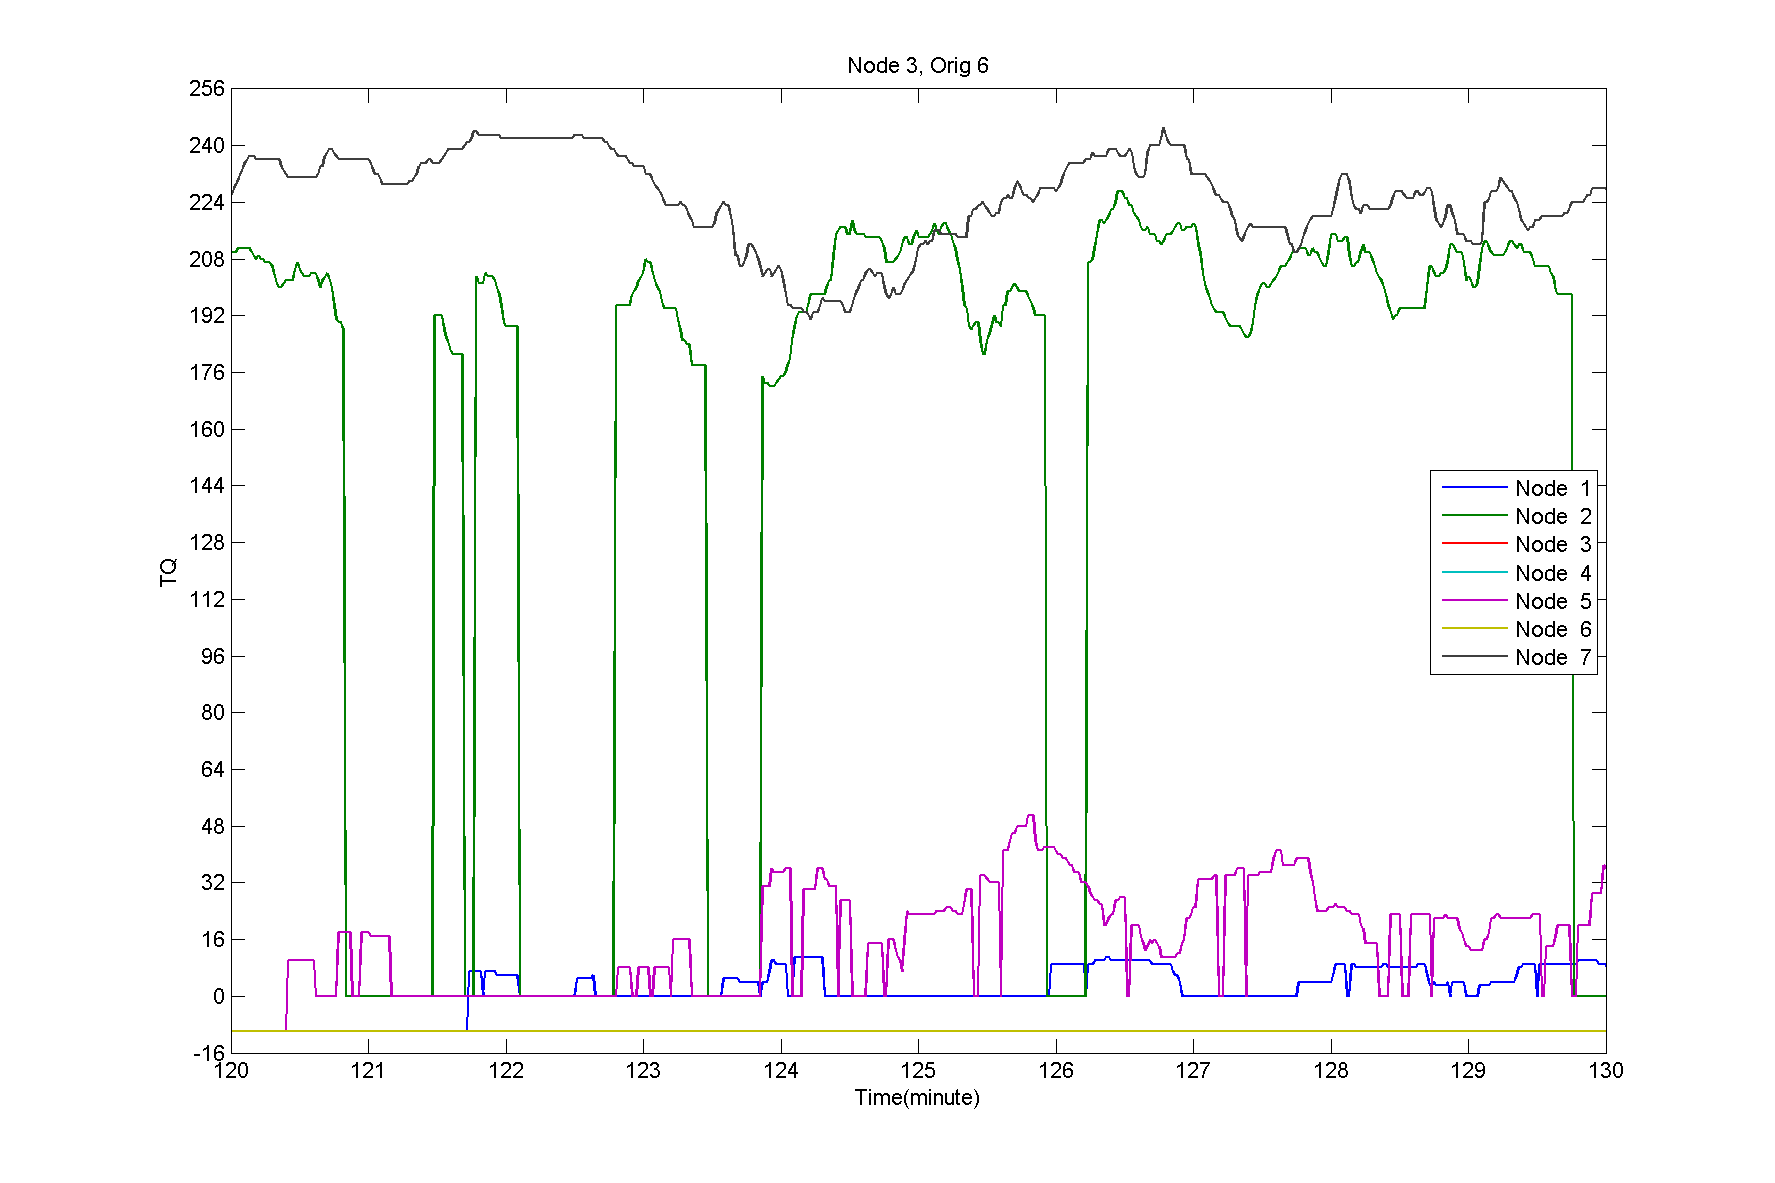 Node 3, Orig 6
256
240
224
208
192
176
160
144
128
112
96
80
64
48
32
16
0
-16
TQ
Node 1
Node 2
Node 3
Node 4
Node 5
Node 6
Node 7
120 121 122 123 124 125 126 127 128 129 130
Time(minute)